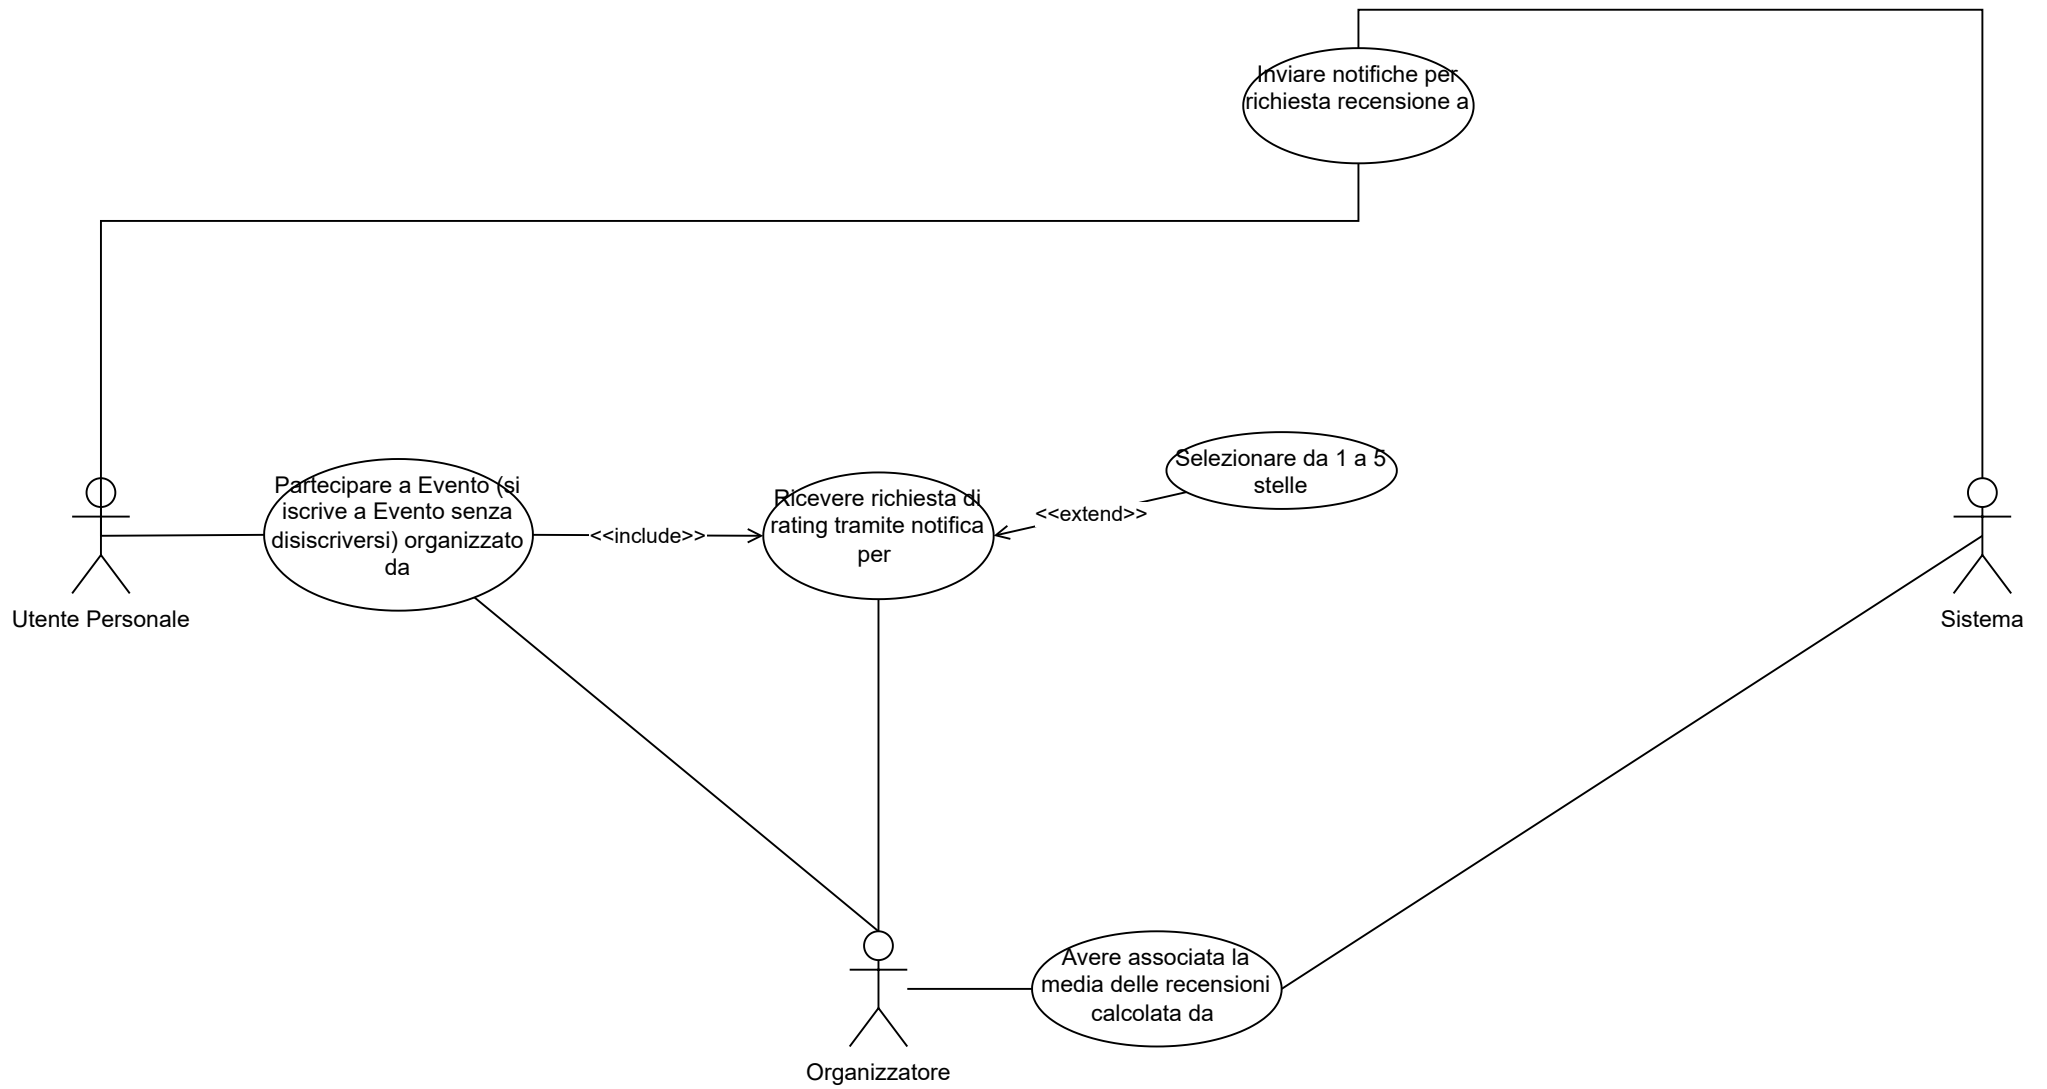 Inviare notifiche per
richiesta recensione a
Partecipare a Evento (si
iscrive a Evento senza
disiscriversi) organizzato
da
<<include>>
Ricevere richiesta di
rating tramite notifica
per
<<extend>>
Selezionare da 1 a 5
stelle
Utente Personale
Sistema
Avere associata la
media delle recensioni
calcolata da
Organizzatore